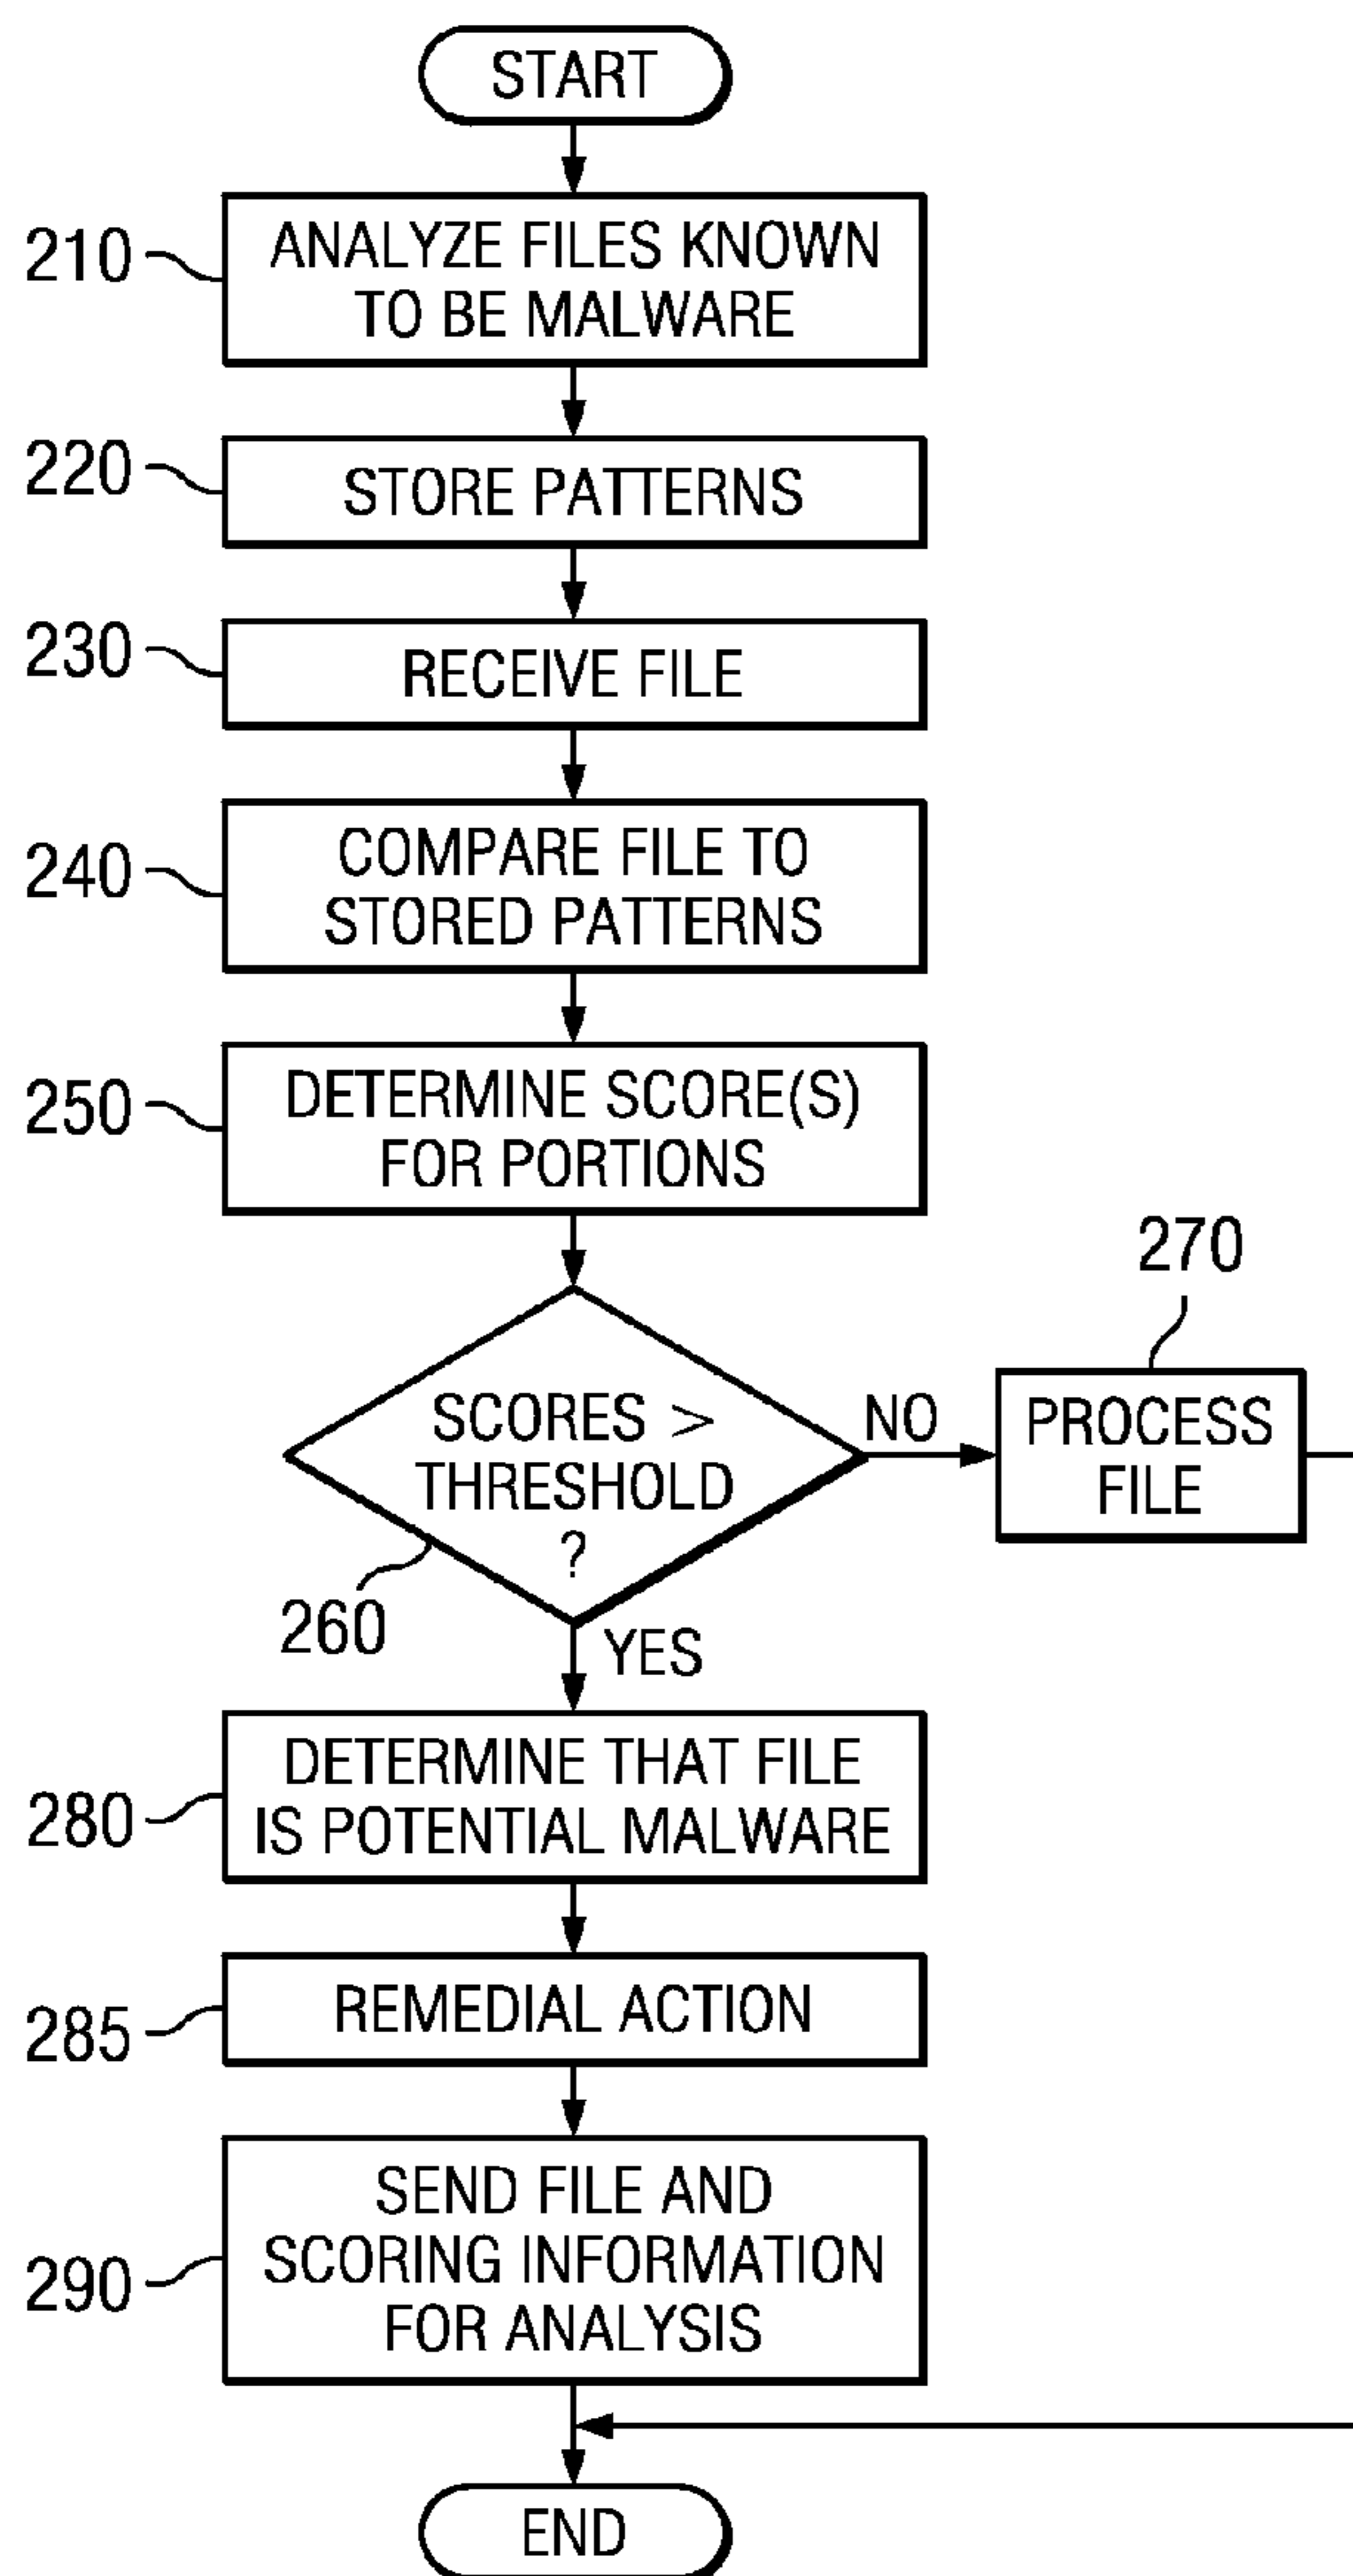 START
210
ANALYZE FILES KNOWN
TO BE MALWARE
220
STORE PATTERNS
230
RECEIVE FILE
240
COMPARE FILE TO
STORED PATTERNS
250
DETERMINE SCORE(S)
FOR PORTIONS
260
SCORES >
THRESHOLD
?
NO
270
PROCESS
FILE
YES
280
DETERMINE THAT FILE
IS POTENTIAL MALWARE
285
REMEDIAL ACTION
290
SEND FILE AND
SCORING INFORMATION
FOR ANALYSIS
END